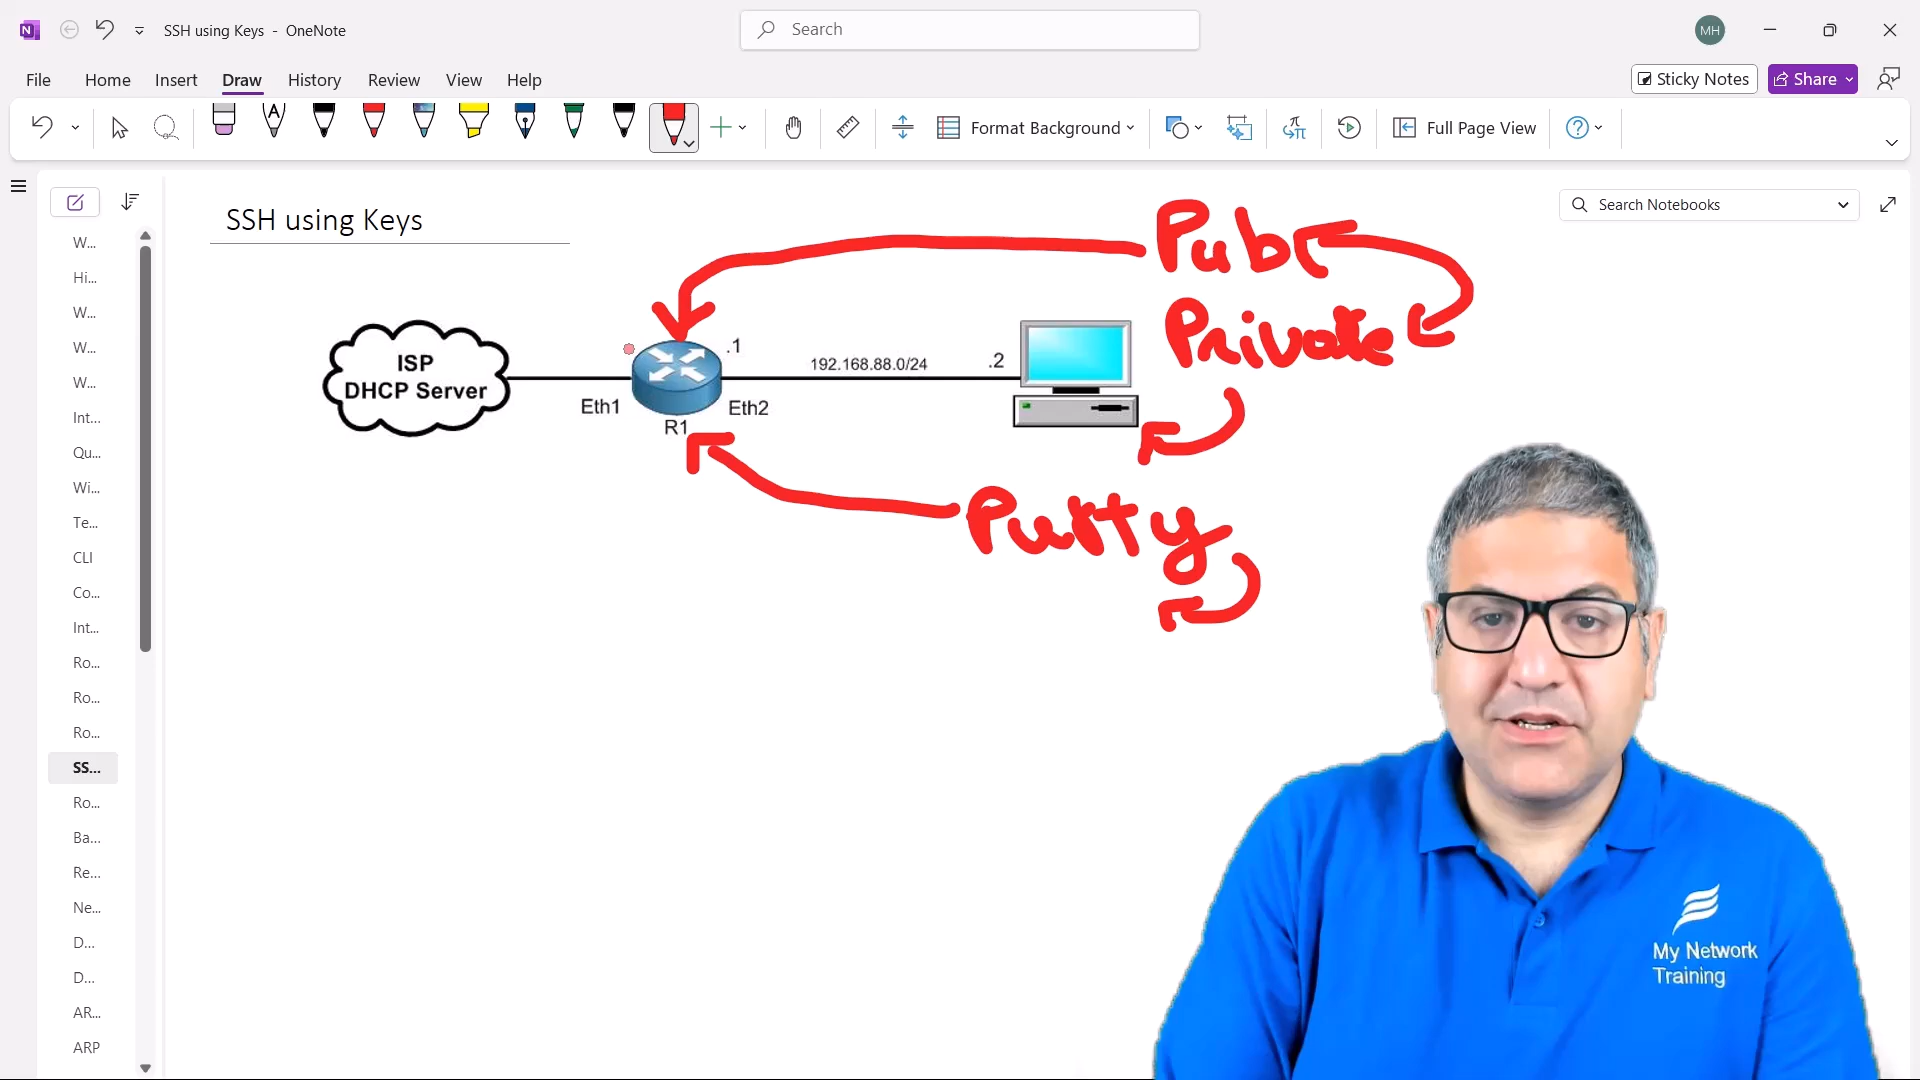 SSH using Keys - OneNote
Search
MH
File Home Insert Draw History Review View Help
Sticky Notes
Share
Format Background
Full Page View
SSH using Keys
Search Notebooks
W...
Hi...
W...
W...
W...
Int...
Qu...
Wi...
Te...
CLI
Co...
Int...
Ro...
Ro...
Ro...
SS...
Ro...
Ba...
Re...
Ne...
D...
D...
AR...
ARP
Pub
Private
ISP
DHCP Server
Eth1
R1
.1
Eth2
192.168.88.0/24
.2
Putty
My Network
Training